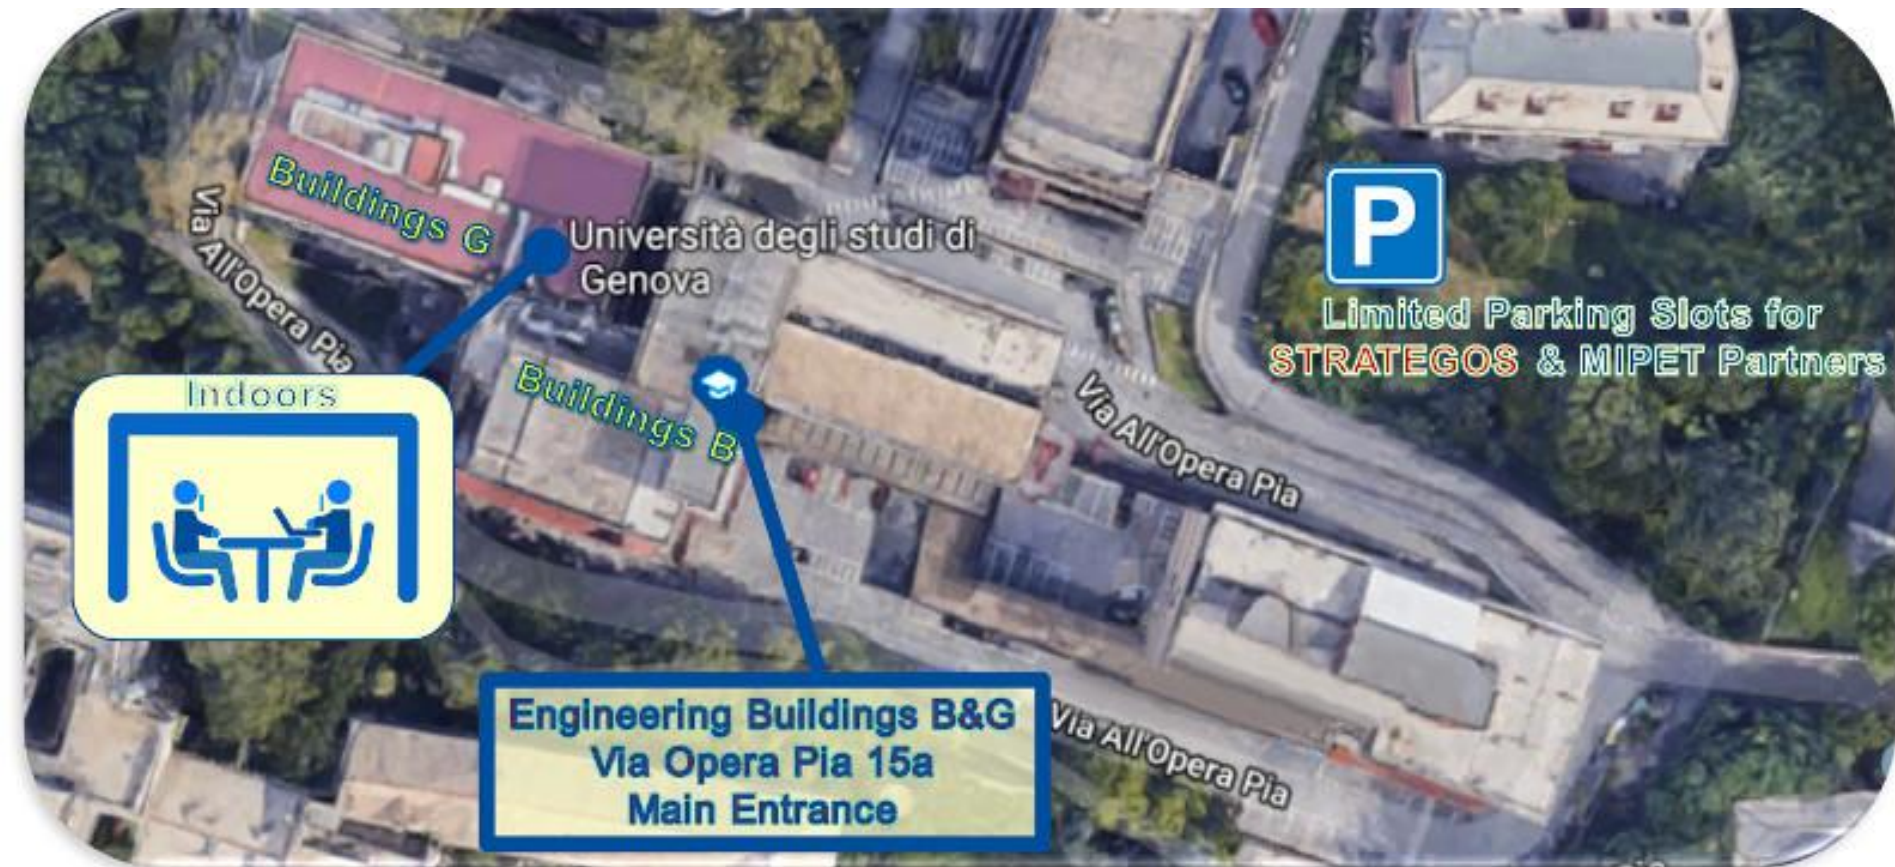 Buildings G
Via All'Opera Pia
Università degli studi di
Genova
P
Limited Parking Slots for
STRATEGOS & MIPET Partners
Indoors
Buildings B
Via All'Opera Pia
Engineering Buildings B&G
Via Opera Pia 15a
Main Entrance
Via All'Opera Pia